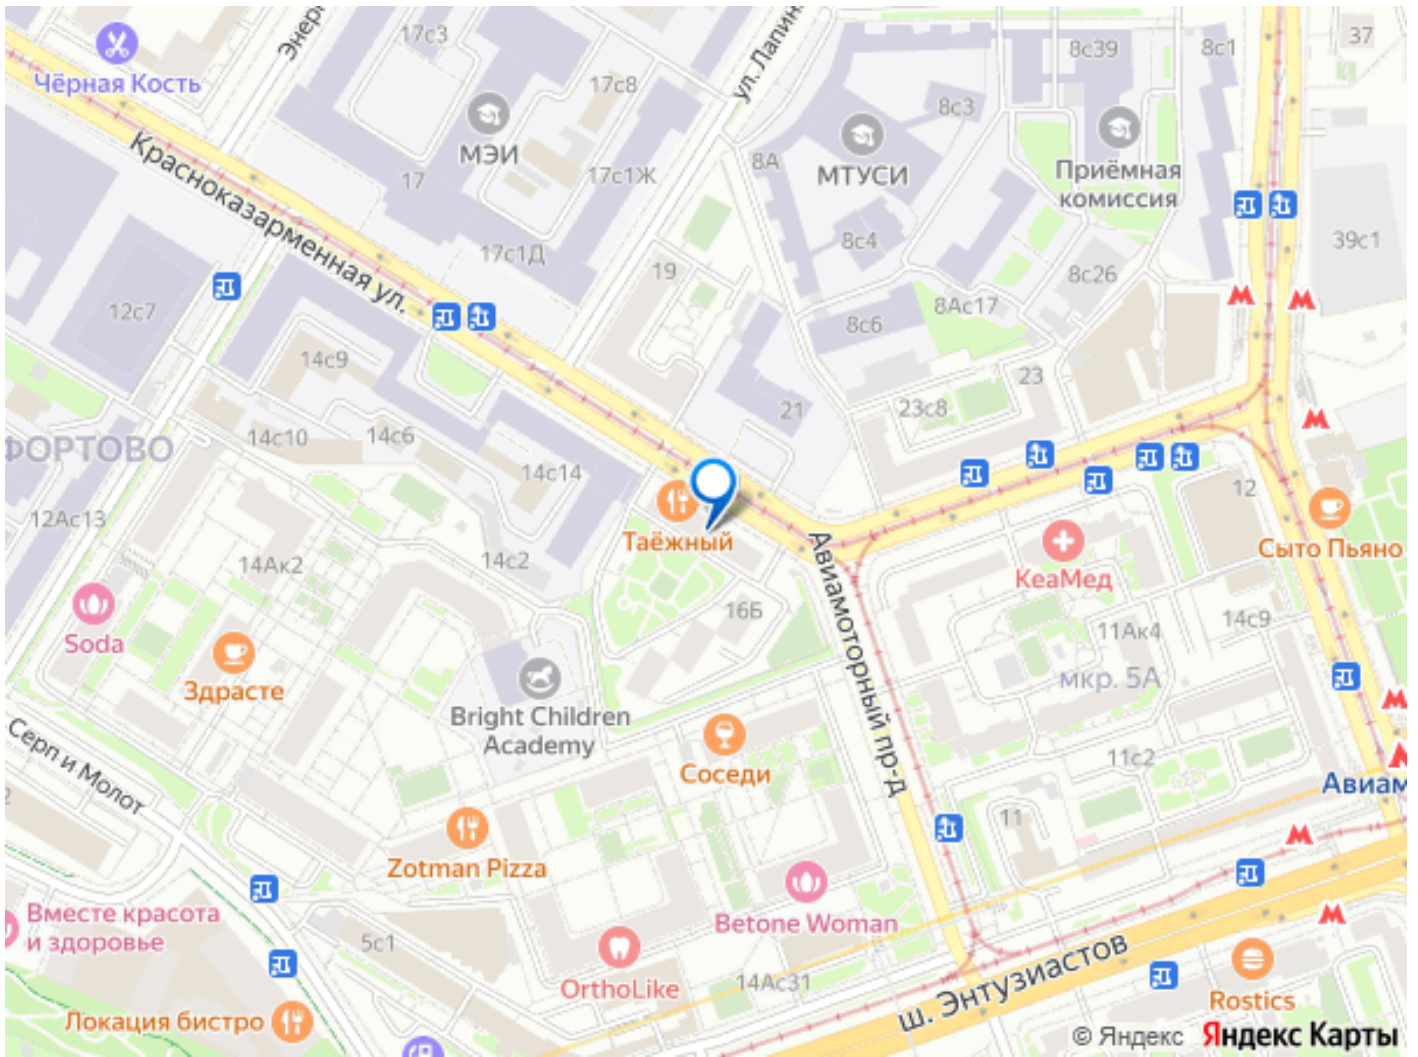 17с3
Энер
ул. Лапин
8с39
8с1
37
Чёрная Кость
17с8
8с3
МЭИ
8А
МТУСИ
Приёмная
комиссия
Красноказарменная ул.
17
17с1Ж
17с1Д
8с4
39с1
19
8с26
12с7
8Ас17
8с6
14с9
23
21
23с8
14с10
14с6
ФОРТОВО
14с14
12
12Ас13
Таёжный
Сыто Пьяно
14Ак2
14с2
КеаМед
Авиамоторный пр-д
16Б
14с9
11Ак4
Soda
Здрасте
мкр. 5А
Bright Children
Academy
Серп и Молот
Соседи
11с2
Авиам
2
11
Zotman Pizza
Вместе красота
и здоровье
Betone Woman
5с1
OrthoLike
14Ас31
ш. Энтузиастов
Rostics
Локация бистро
© Яндекс Яндекс Карты